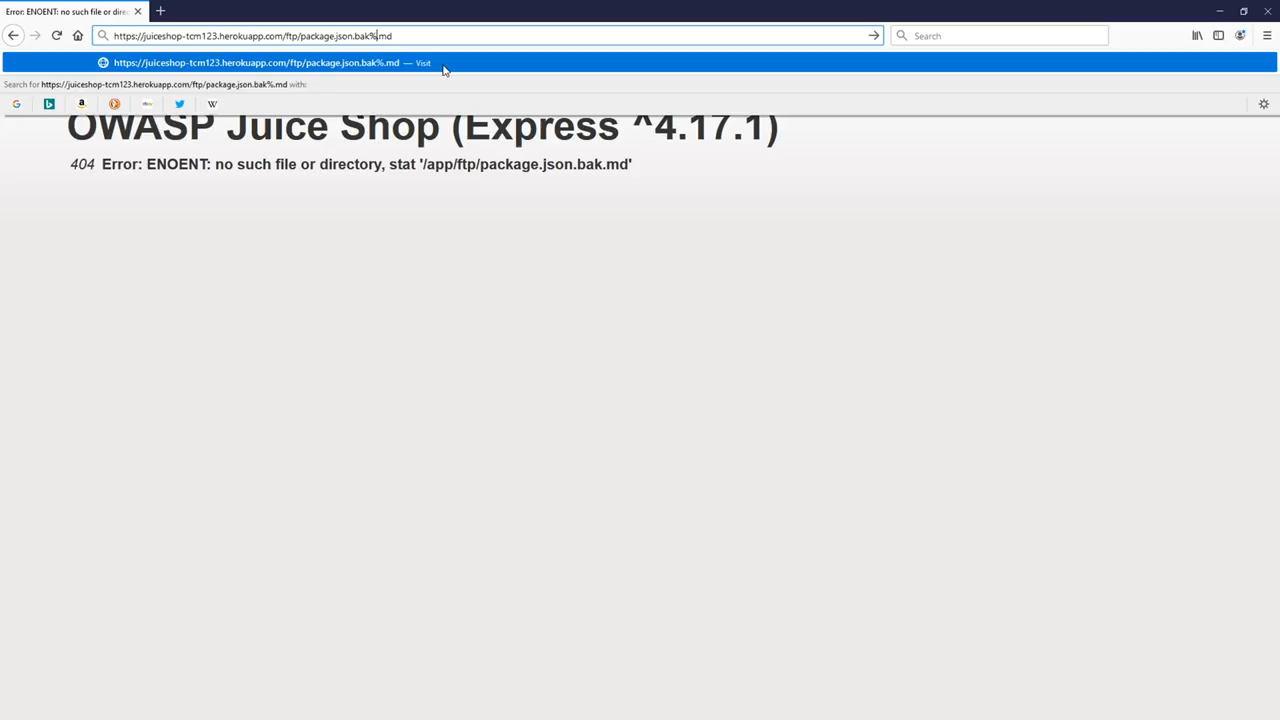 Error: ENOENT: no such file or direc
https://juiceshop-tcm123.herokuapp.com/ftp/package.json.bak%.md
Search
https://juiceshop-tcm123.herokuapp.com/ftp/package.json.bak%.md — Visit
Search for https://juiceshop-tcm123.herokuapp.com/ftp/package.json.bak%.md with:
OWASP Juice Shop (Express ^4.17.1)
404 Error: ENOENT: no such file or directory, stat '/app/ftp/package.json.bak.md'